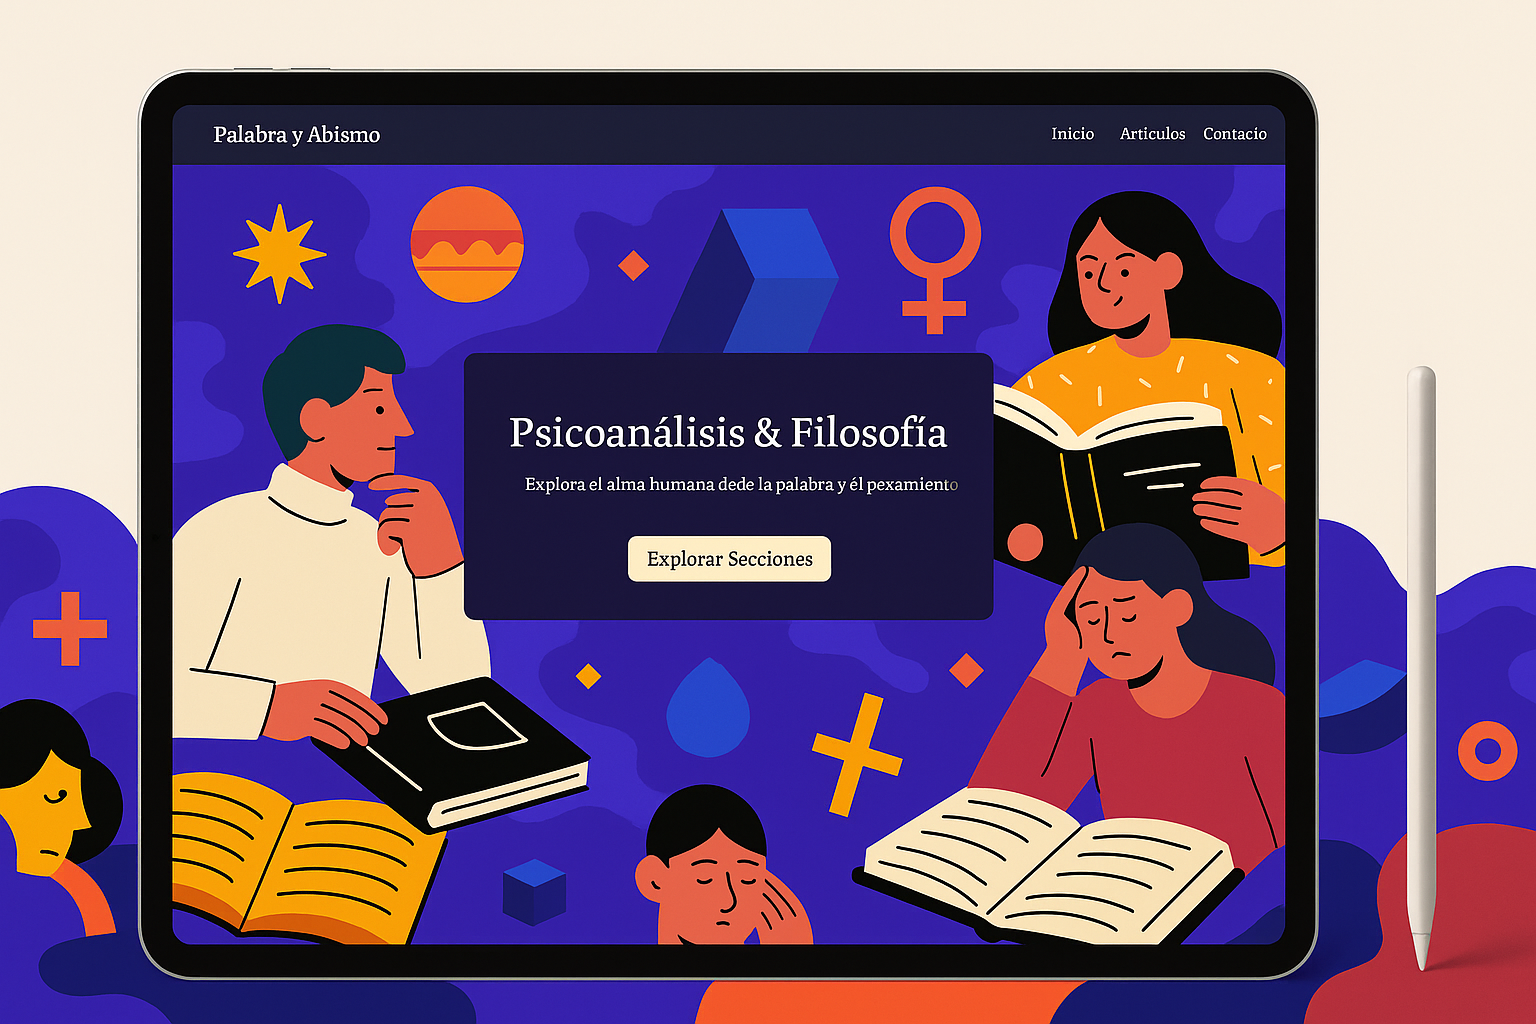 Palabra y Abismo
Inicio Articulos Contacio
Psicoanálisis & Filosofía
Explora el alma humana dede la palabra y él pexamiento
Explorar Secciones